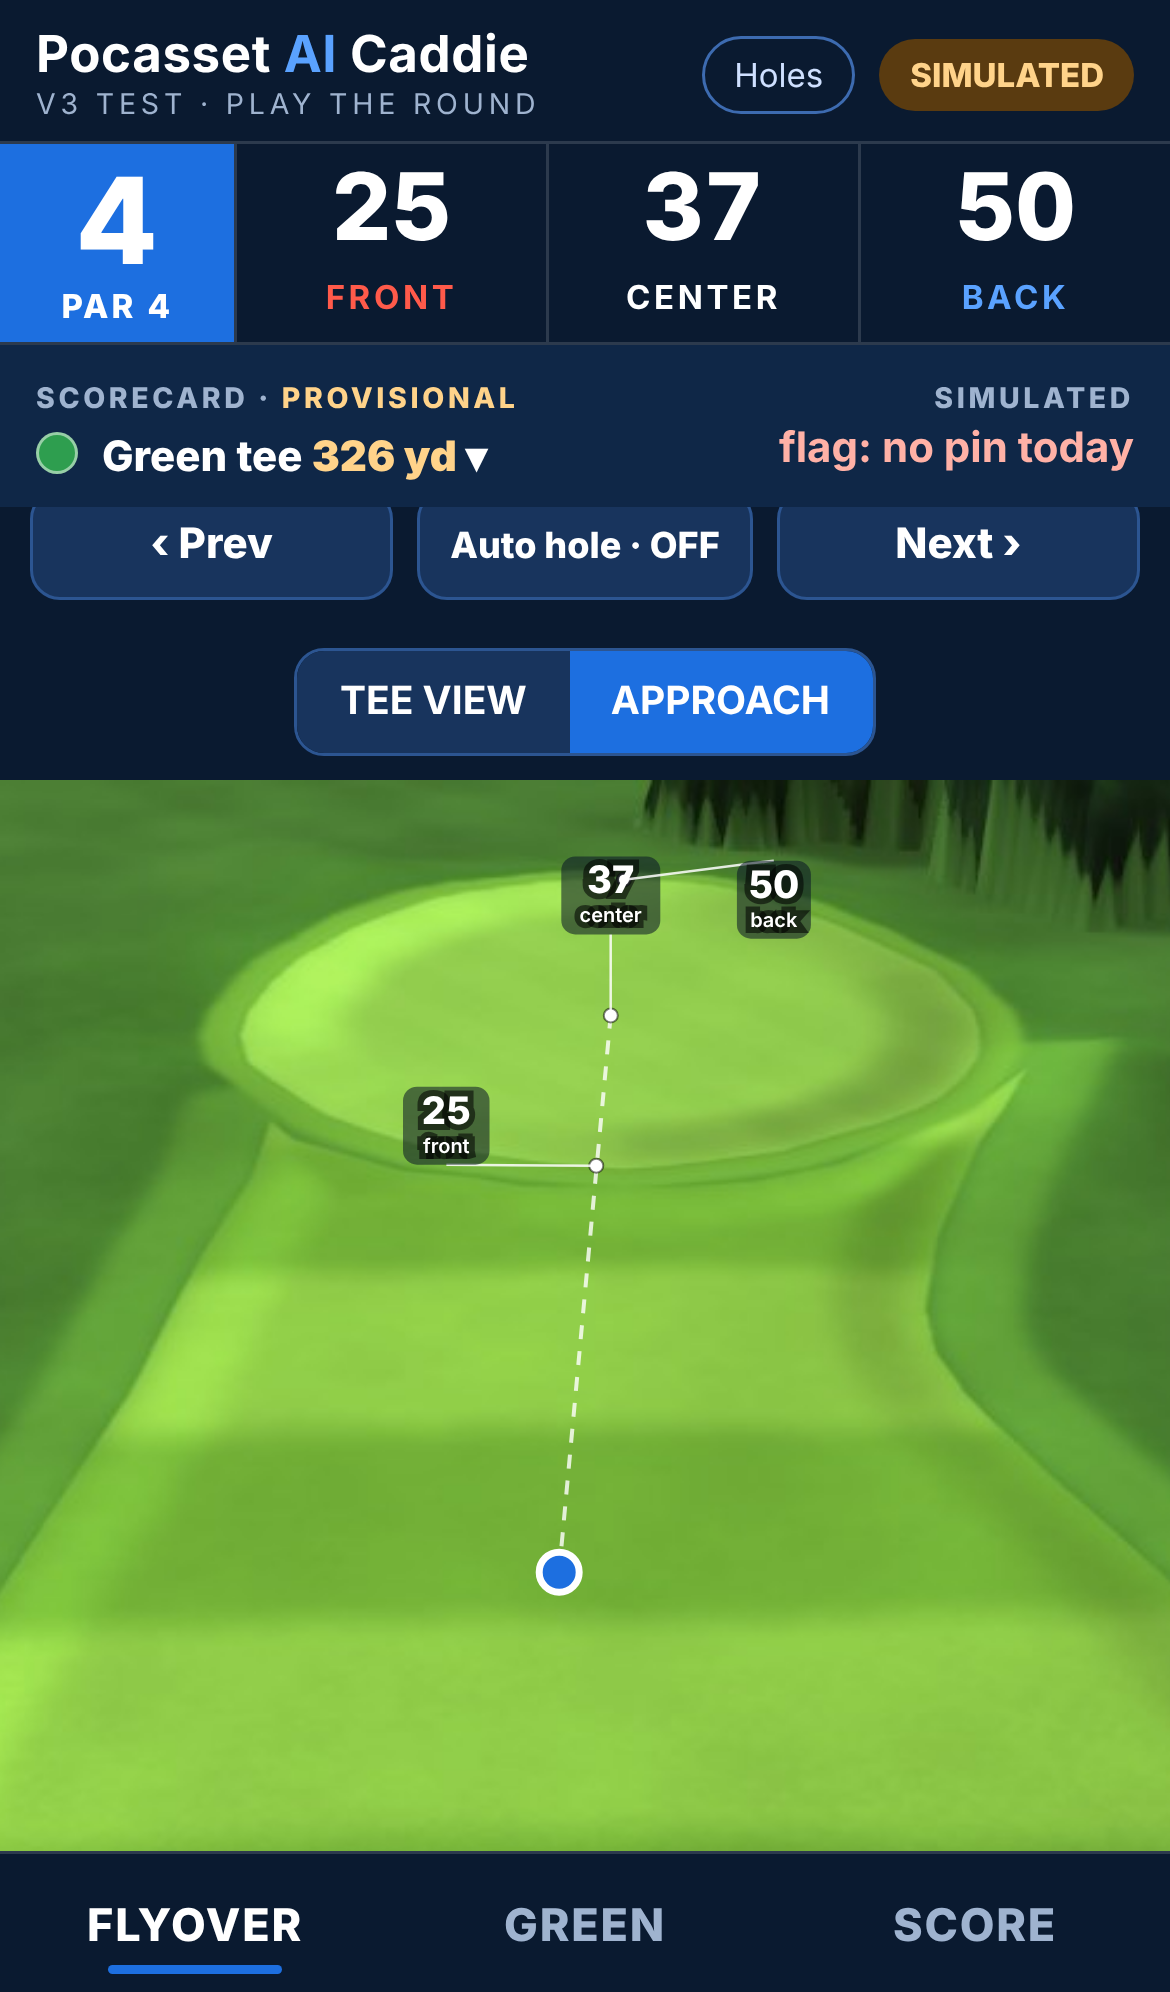 Pocasset AI Caddie
V3 TEST · PLAY THE ROUND
Holes
SIMULATED
4
PAR 4
25
FRONT
37
CENTER
50
BACK
SCORECARD · PROVISIONAL
Green tee 326 yd ▼
SIMULATED
flag: no pin today
‹ Prev
Auto hole · OFF
Next ›
TEE VIEW
APPROACH
37
center
50
back
25
front
FLYOVER
GREEN
SCORE